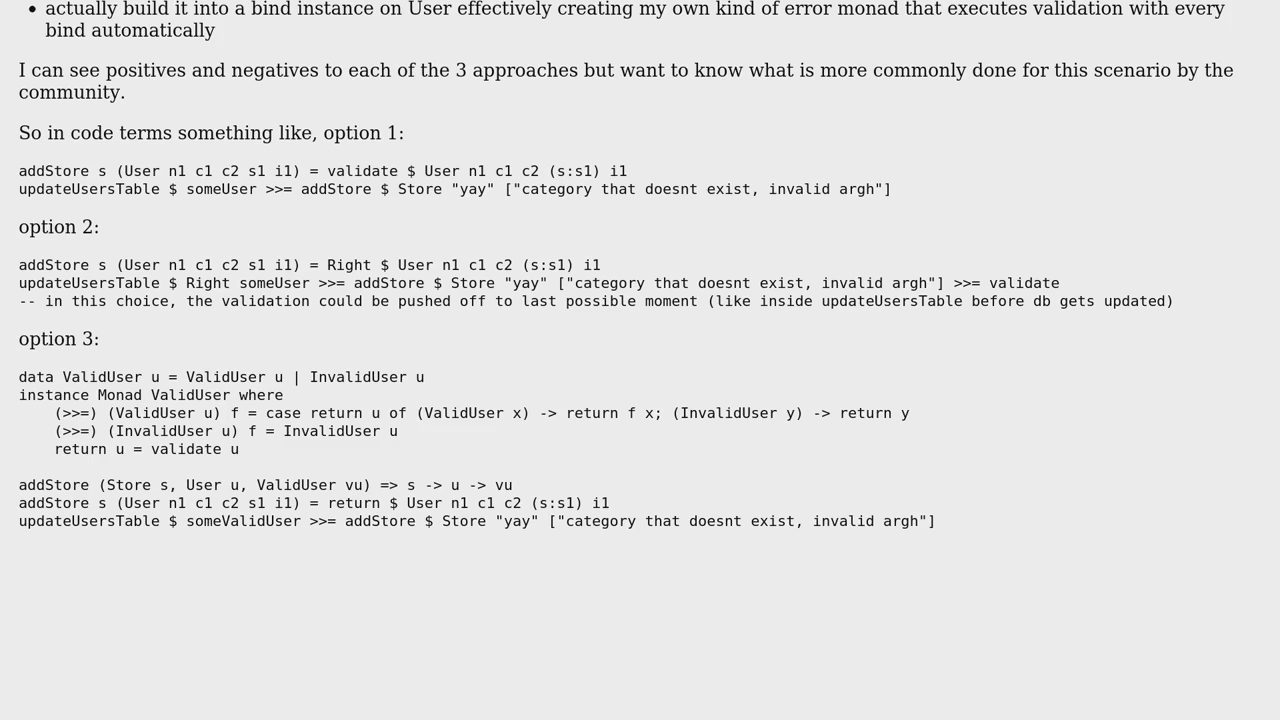 • actually build it into a bind instance on User effectively creating my own kind of error monad that executes validation with every
bind automatically
I can see positives and negatives to each of the 3 approaches but want to know what is more commonly done for this scenario by the
community.
So in code terms something like, option 1:
addStore s (User n1 c1 c2 s1 i1) = validate $ User n1 c1 c2 (s:s1) i1
updateUsersTable $ someUser >>= addStore $ Store "yay" ["category that doesnt exist, invalid argh"]
option 2:
addStore s (User n1 c1 c2 s1 i1) = Right $ User n1 c1 c2 (s:s1) i1
updateUsersTable $ Right someUser >>= addStore $ Store "yay" ["category that doesnt exist, invalid argh"] >>= validate
-- in this choice, the validation could be pushed off to last possible moment (like inside updateUsersTable before db gets updated)
option 3:
data ValidUser u = ValidUser u | InvalidUser u
instance Monad ValidUser where
    (>>=) (ValidUser u) f = case return u of (ValidUser x) -> return f x; (InvalidUser y) -> return y
    (>>=) (InvalidUser u) f = InvalidUser u
    return u = validate u
addStore (Store s, User u, ValidUser vu) => s -> u -> vu
addStore s (User n1 c1 c2 s1 i1) = return $ User n1 c1 c2 (s:s1) i1
updateUsersTable $ someValidUser >>= addStore $ Store "yay" ["category that doesnt exist, invalid argh"]